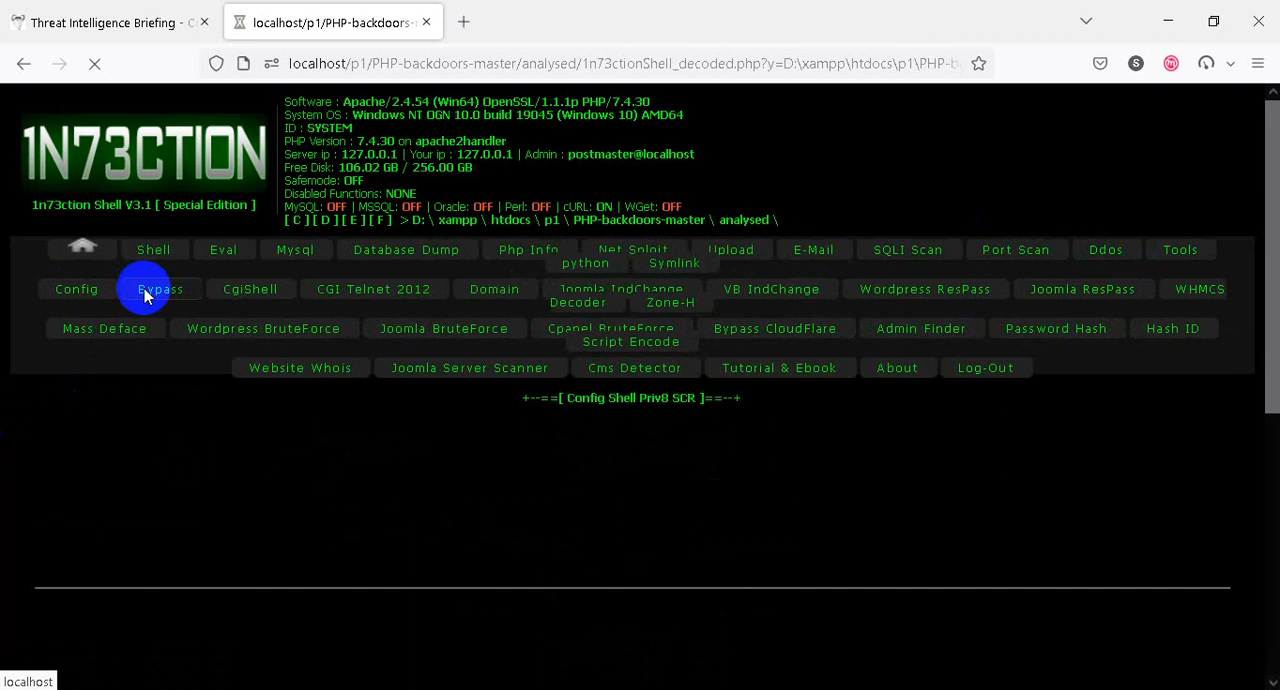 Threat Intelligence Briefing - C
localhost/p1/PHP-backdoors-
localhost/p1/PHP-backdoors-master/analysed/1n73ctionShell_decoded.php?y=D:\xampp\htdocs\p1\PHP-b
S
1N73CTION
1n73ction Shell V3.1 [ Special Edition ]
Software : Apache/2.4.54 (Win64) OpenSSL/1.1.1p PHP/7.4.30
System OS : Windows NT OGN 10.0 build 19045 (Windows 10) AMD64
ID : SYSTEM
PHP Version : 7.4.30 on apache2handler
Server ip : 127.0.0.1 | Your ip : 127.0.0.1 | Admin : postmaster@localhost
Free Disk: 106.02 GB / 256.00 GB
Safemode: OFF
Disabled Functions: NONE
MySQL: OFF | MSSQL: OFF | Oracle: OFF | Perl: OFF | cURL: ON | WGet: OFF
[ C ] [ D ] [ E ] [ F ] > D: \ xampp \ htdocs \ p1 \ PHP-backdoors-master \ analysed \
Shell Eval Mysql Database Dump Php Info Net Sploit Upload E-Mail SQLI Scan Port Scan Ddos Tools
python Symlink
Config Bypass CgiShell CGI Telnet 2012 Domain Joomla IndChange VB IndChange Wordpress ResPass Joomla ResPass WHMCS
Decoder Zone-H
Mass Deface Wordpress BruteForce Joomla BruteForce Cpanel BruteForce Bypass CloudFlare Admin Finder Password Hash Hash ID
Script Encode
Website Whois Joomla Server Scanner Cms Detector Tutorial & Ebook About Log-Out
+--==[ Config Shell Priv8 SCR ]==--+
localhost